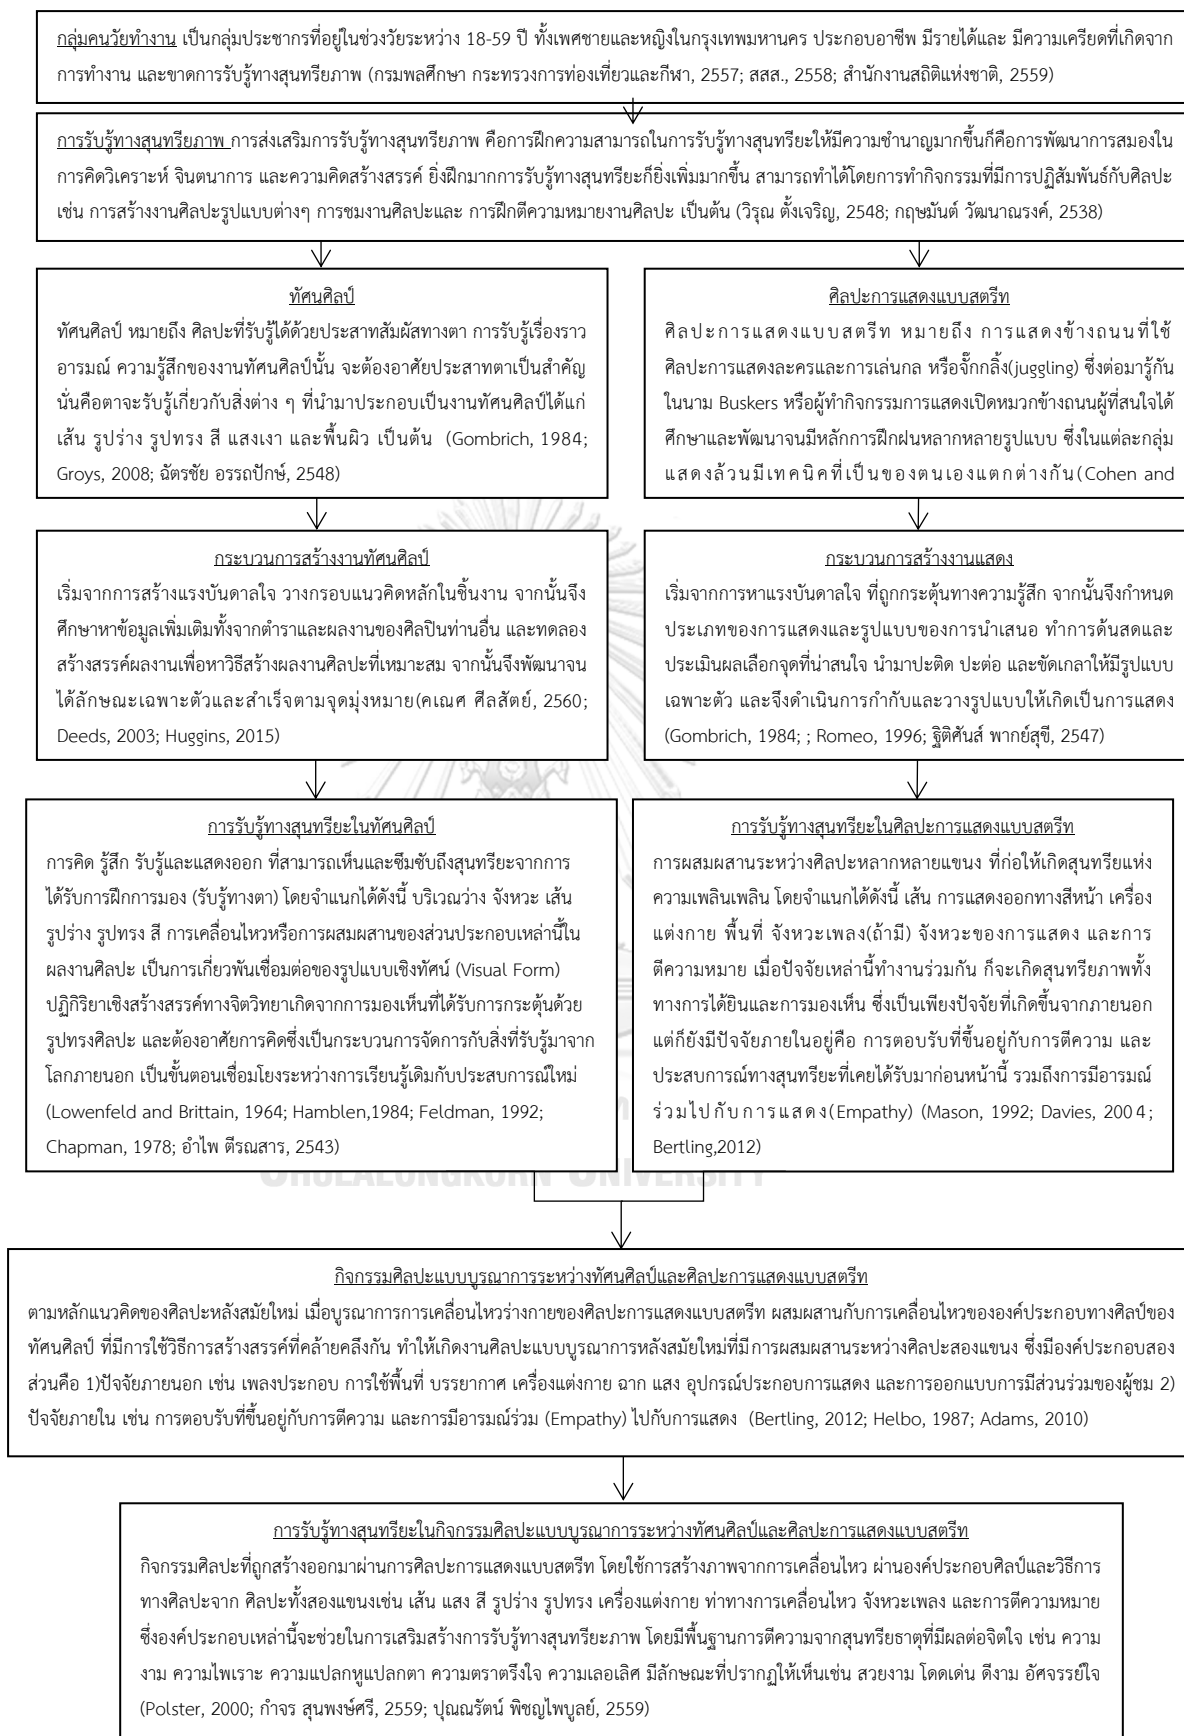 กลุ่มคนวัยทำงาน เป็นกลุ่มประชากรที่อยู่ในช่วงวัยระหว่าง 18-59 ปี ทั้งเพศชายและหญิงในกรุงเทพมหานคร ประกอบอาชีพ มีรายได้และ มีความเครียดที่เกิดจาก
การทำงาน และขาดการรับรู้ทางสุนทรียภาพ (กรมพลศึกษา กระทรวงการท่องเที่ยวและกีฬา, 2557; สสส., 2558; สำนักงานสถิติแห่งชาติ, 2559)
การรับรู้ทางสุนทรียภาพ การส่งเสริมการรับรู้ทางสุนทรียภาพ คือการฝึกความสามารถในการรับรู้ทางสุนทรียะให้มีความชำนาญมากขึ้นก็คือการพัฒนาการสมองใน
การคิดวิเคราะห์ จินตนาการ และความคิดสร้างสรรค์ ยิ่งฝึกมากการรับรู้ทางสุนทรียะก็ยิ่งเพิ่มมากขึ้น สามารถทำได้โดยการทำกิจกรรมที่มีการปฏิสัมพันธ์กับศิลปะ
เช่น การสร้างงานศิลปะรูปแบบต่างๆ การชมงานศิลปะและ การฝึกตีความหมายงานศิลปะ เป็นต้น (วิรุณ ตั้งเจริญ, 2548; กฤษมันต์ วัฒนาณรงค์, 2538)
ทัศนศิลป์
ทัศนศิลป์ หมายถึง ศิลปะที่รับรู้ได้ด้วยประสาทสัมผัสทางตา การรับรู้เรื่องราว
อารมณ์ ความรู้สึกของงานทัศนศิลป์นั้น จะต้องอาศัยประสาทตาเป็นสำคัญ
นั่นคือตาจะรับรู้เกี่ยวกับสิ่งต่าง ๆ ที่นำมาประกอบเป็นงานทัศนศิลป์ได้แก่
เส้น รูปร่าง รูปทรง สี แสงเงา และพื้นผิว เป็นต้น (Gombrich, 1984;
Groys, 2008; ฉัตรชัย อรรถปักษ์, 2548)
ศิลปะการแสดงแบบสตรีท
ศิลปะการแสดงแบบสตรีท หมายถึง การแสดงข้างถนนที่ใช้
ศิลปะการแสดงละครและการเล่นกล หรือจั๊กกลิ้ง(juggling) ซึ่งต่อมารู้กัน
ในนาม Buskers หรือผู้ทำกิจกรรมการแสดงเปิดหมวกข้างถนนผู้ที่สนใจได้
ศึกษาและพัฒนาจนมีหลักการฝึกฝนหลากหลายรูปแบบ ซึ่งในแต่ละกลุ่ม
แสดงล้วนมีเทคนิคที่เป็นของตนเองแตกต่างกัน(Cohen and
กระบวนการสร้างงานทัศนศิลป์
เริ่มจากการสร้างแรงบันดาลใจ วางกรอบแนวคิดหลักในชิ้นงาน จากนั้นจึง
ศึกษาหาข้อมูลเพิ่มเติมทั้งจากตำราและผลงานของศิลปินท่านอื่น และทดลอง
สร้างสรรค์ผลงานเพื่อหาวิธีสร้างผลงานศิลปะที่เหมาะสม จากนั้นจึงพัฒนาจน
ได้ลักษณะเฉพาะตัวและสำเร็จตามจุดมุ่งหมาย(คเณศ ศีลสัตย์, 2560;
Deeds, 2003; Huggins, 2015)
กระบวนการสร้างงานแสดง
เริ่มจากการหาแรงบันดาลใจ ที่ถูกกระตุ้นทางความรู้สึก จากนั้นจึงกำหนด
ประเภทของการแสดงและรูปแบบของการนำเสนอ ทำการด้นสดและ
ประเมินผลเลือกจุดที่น่าสนใจ นำมาปะติด ปะต่อ และขัดเกลาให้มีรูปแบบ
เฉพาะตัว และจึงดำเนินการกำกับและวางรูปแบบให้เกิดเป็นการแสดง
(Gombrich, 1984; ; Romeo, 1996; ฐิติศันส์ พากย์สุขี, 2547)
การรับรู้ทางสุนทรียะในทัศนศิลป์
การคิด รู้สึก รับรู้และแสดงออก ที่สามารถเห็นและซึมซับถึงสุนทรียะจากการ
ได้รับการฝึกการมอง (รับรู้ทางตา) โดยจำแนกได้ดังนี้ บริเวณว่าง จังหวะ เส้น
รูปร่าง รูปทรง สี การเคลื่อนไหวหรือการผสมผสานของส่วนประกอบเหล่านี้ใน
ผลงานศิลปะ เป็นการเกี่ยวพันเชื่อมต่อของรูปแบบเชิงทัศน์ (Visual Form)
ปฏิกิริยาเชิงสร้างสรรค์ทางจิตวิทยาเกิดจากการมองเห็นที่ได้รับการกระตุ้นด้วย
รูปทรงศิลปะ และต้องอาศัยการคิดซึ่งเป็นกระบวนการจัดการกับสิ่งที่รับรู้มาจาก
โลกภายนอก เป็นขั้นตอนเชื่อมโยงระหว่างการเรียนรู้เดิมกับประสบการณ์ใหม่
(Lowenfeld and Brittain, 1964; Hamblen,1984; Feldman, 1992;
Chapman, 1978; อำไพ ตีรณสาร, 2543)
การรับรู้ทางสุนทรียะในศิลปะการแสดงแบบสตรีท
การผสมผสานระหว่างศิลปะหลากหลายแขนง ที่ก่อให้เกิดสุนทรียแห่ง
ความเพลินเพลิน โดยจำแนกได้ดังนี้ เส้น การแสดงออกทางสีหน้า เครื่อง
แต่งกาย พื้นที่ จังหวะเพลง(ถ้ามี) จังหวะของการแสดง และการ
ตีความหมาย เมื่อปัจจัยเหล่านี้ทำงานร่วมกัน ก็จะเกิดสุนทรียภาพทั้ง
ทางการได้ยินและการมองเห็น ซึ่งเป็นเพียงปัจจัยที่เกิดขึ้นจากภายนอก
แต่ก็ยังมีปัจจัยภายในอยู่คือ การตอบรับที่ขึ้นอยู่กับการตีความ และ
ประสบการณ์ทางสุนทรียะที่เคยได้รับมาก่อนหน้านี้ รวมถึงการมีอารมณ์
ร่วมไปกับการแสดง(Empathy) (Mason, 1992; Davies, 2004;
Bertling,2012)
CHULALONGKORN UNIVERSITY
กิจกรรมศิลปะแบบบูรณาการระหว่างทัศนศิลป์และศิลปะการแสดงแบบสตรีท
ตามหลักแนวคิดของศิลปะหลังสมัยใหม่ เมื่อบูรณาการการเคลื่อนไหวร่างกายของศิลปะการแสดงแบบสตรีท ผสมผสานกับการเคลื่อนไหวขององค์ประกอบทางศิลป์ของ
ทัศนศิลป์ ที่มีการใช้วิธีการสร้างสรรค์ที่คล้ายคลึงกัน ทำให้เกิดงานศิลปะแบบบูรณาการหลังสมัยใหม่ที่มีการผสมผสานระหว่างศิลปะสองแขนง ซึ่งมีองค์ประกอบสอง
ส่วนคือ 1)ปัจจัยภายนอก เช่น เพลงประกอบ การใช้พื้นที่ บรรยากาศ เครื่องแต่งกาย ฉาก แสง อุปกรณ์ประกอบการแสดง และการออกแบบการมีส่วนร่วมของผู้ชม 2)
ปัจจัยภายใน เช่น การตอบรับที่ขึ้นอยู่กับการตีความ และการมีอารมณ์ร่วม (Empathy) ไปกับการแสดง (Bertling, 2012; Helbo, 1987; Adams, 2010)
การรับรู้ทางสุนทรียะในกิจกรรมศิลปะแบบบูรณาการระหว่างทัศนศิลป์และศิลปะการแสดงแบบสตรีท
กิจกรรมศิลปะที่ถูกสร้างออกมาผ่านการศิลปะการแสดงแบบสตรีท โดยใช้การสร้างภาพจากการเคลื่อนไหว ผ่านองค์ประกอบศิลป์และวิธีการ
ทางศิลปะจาก ศิลปะทั้งสองแขนงเช่น เส้น แสง สี รูปร่าง รูปทรง เครื่องแต่งกาย ท่าทางการเคลื่อนไหว จังหวะเพลง และการตีความหมาย
ซึ่งองค์ประกอบเหล่านี้จะช่วยในการเสริมสร้างการรับรู้ทางสุนทรียะภาพ โดยมีพื้นฐานการตีความจากสุนทรียธาตุที่มีผลต่อจิตใจ เช่น ความ
งาม ความไพเราะ ความแปลกหูแปลกตา ความตราตรึงใจ ความเลอเลิศ มีลักษณะที่ปรากฏให้เห็นเช่น สวยงาม โดดเด่น ดีงาม อัศจรรย์ใจ
(Polster, 2000; กำจร สุนพงษ์ศรี, 2559; ปุณณรัตน์ พิชญไพบูลย์, 2559)